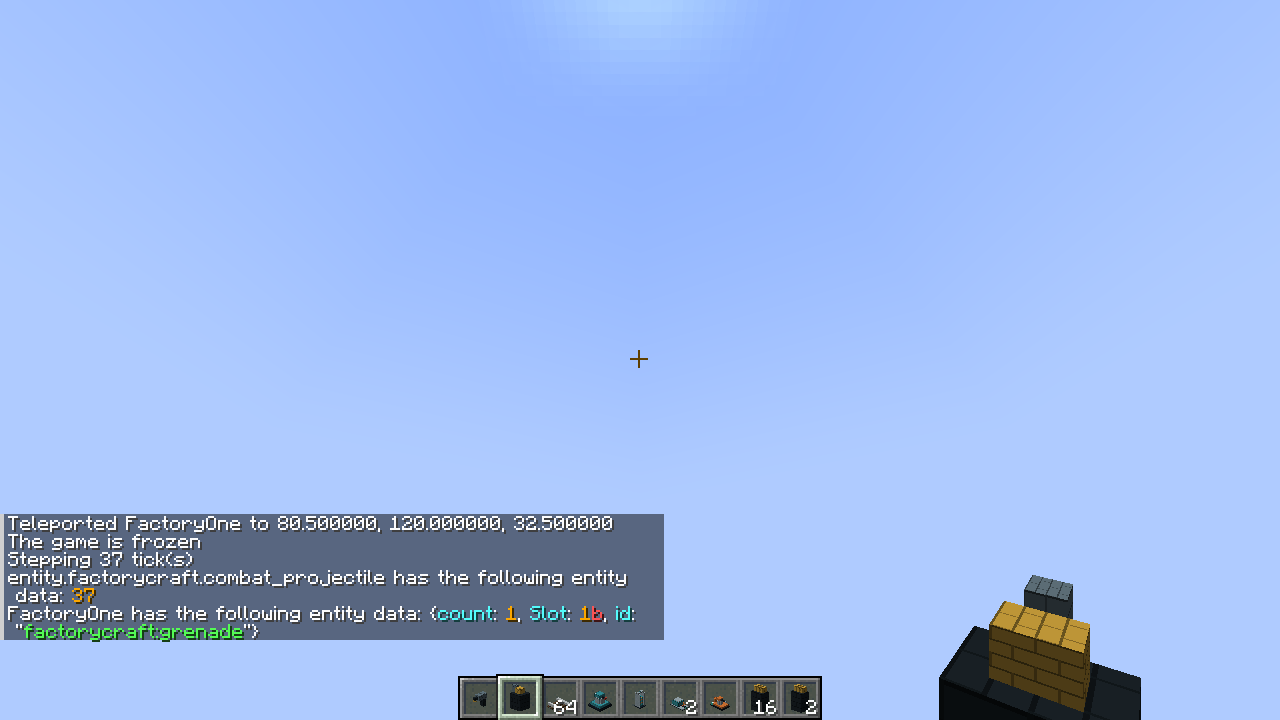 Teleported FactoryOne to 80.500000, 120.000000, 32.500000
The game is frozen
Stepping 37 tick(s)
entity.factorycraft.combat_projectile has the following entity
data: 37
FactoryOne has the following entity data: {count: 1, Slot: 1b, id:
"factorycraft:grenade"}
64 2 16 2